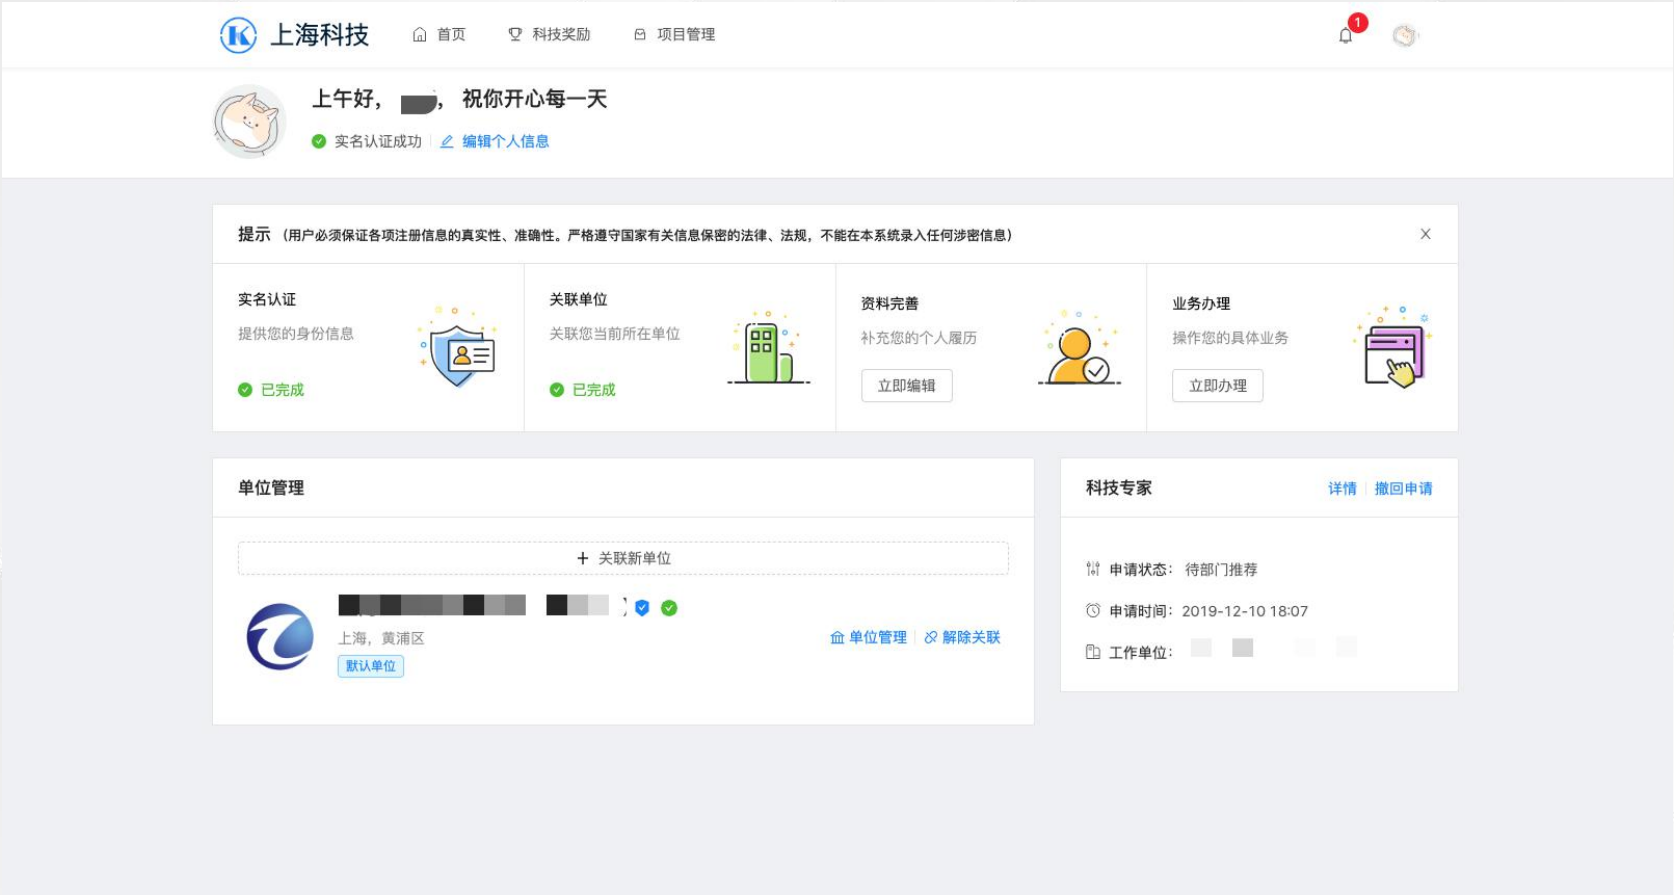 上海科技
首页
科技奖励
项目管理
1
上午好， ， 祝你开心每一天
实名认证成功
编辑个人信息
提示 （用户必须保证各项注册信息的真实性、准确性。严格遵守国家有关信息保密的法律、法规，不能在本系统录入任何涉密信息）
实名认证
提供您的身份信息
已完成
关联单位
关联您当前所在单位
已完成
资料完善
补充您的个人履历
立即编辑
业务办理
操作您的具体业务
立即办理
单位管理
+ 关联新单位
上海，黄浦区
默认单位
单位管理
解除关联
科技专家
详情
撤回申请
申请状态： 待部门推荐
申请时间： 2019-12-10 18:07
工作单位：